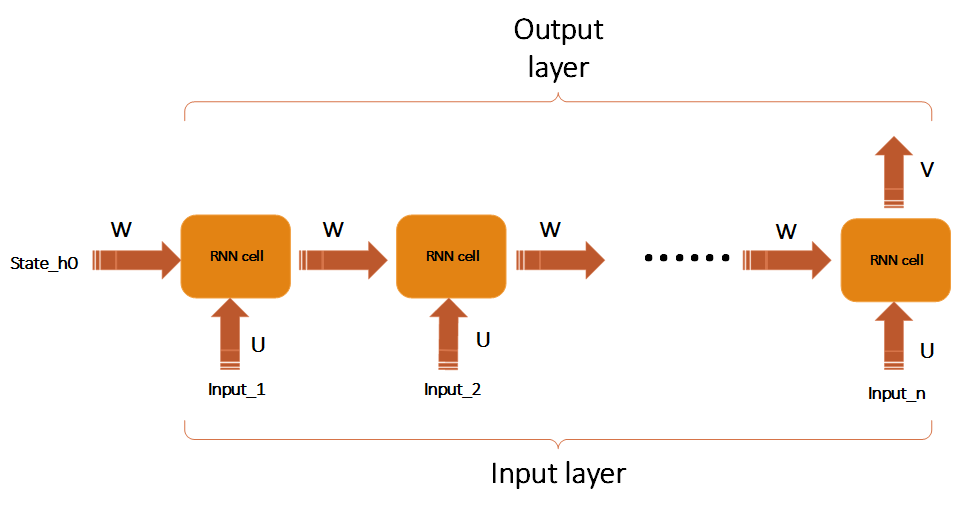 Output
layer
V
W
W
W
W
State_h0
RNN cell
RNN cell
RNN cell
U
U
U
Input_1
Input_2
Input_n
Input layer